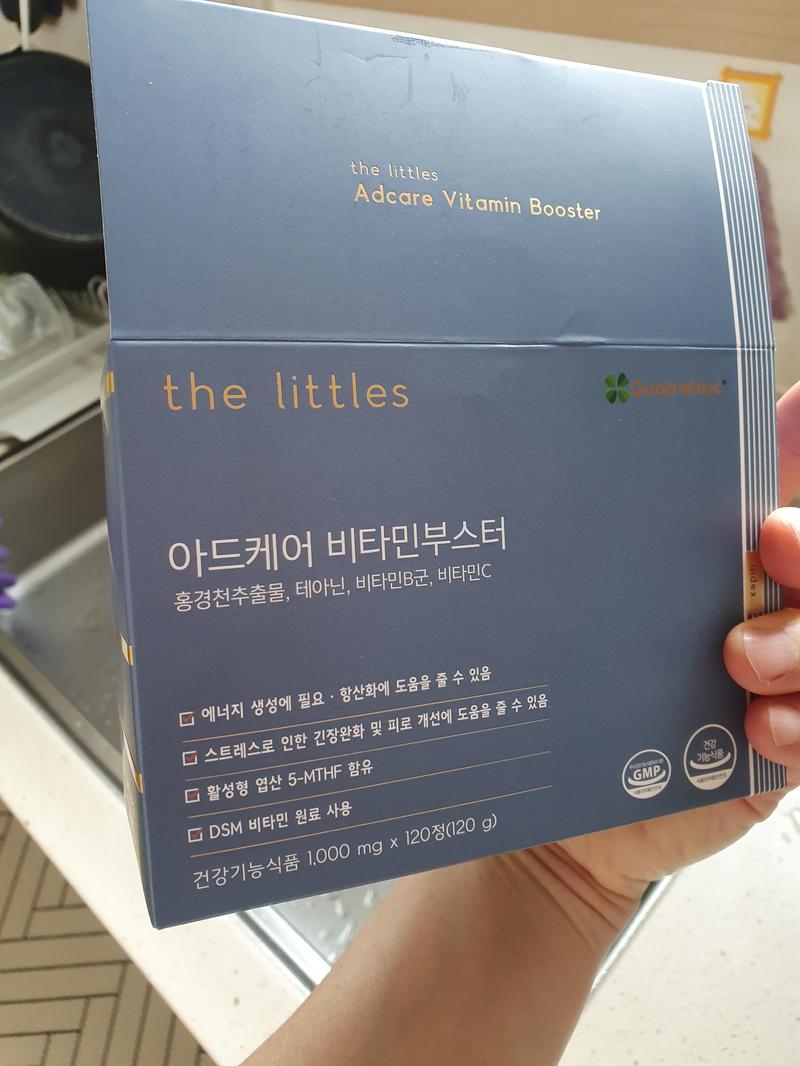 the littles
Adcare Vitamin Booster
the littles
Quatrefolic®
아드케어 비타민부스터
홍경천추출물, 테아닌, 비타민B군, 비타민C
에너지 생성에 필요 · 항산화에 도움을 줄 수 있음
스트레스로 인한 긴장완화 및 피로 개선에 도움을 줄 수 있음
활성형 엽산 5-MTHF 함유
DSM 비타민 원료 사용
건강기능식품 1,000 mg x 120정(120 g)
GMP
건강
기능식품
index